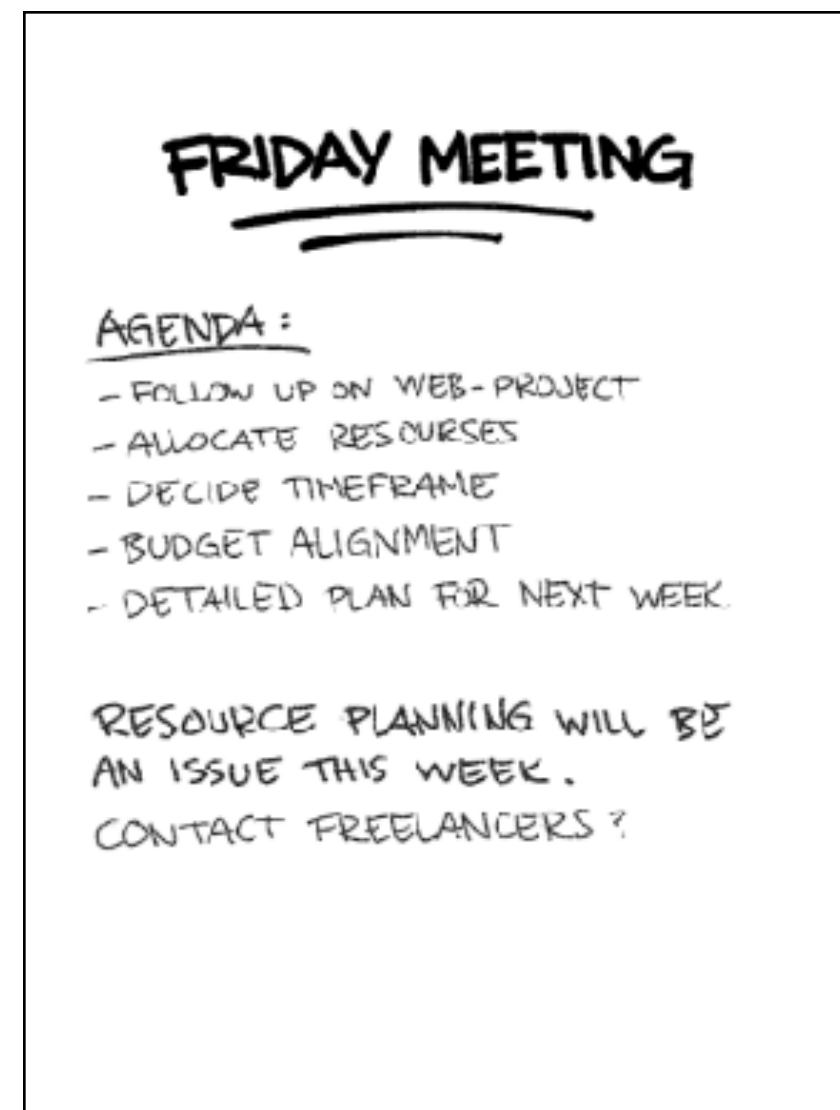 FRIDAY MEETING
AGENDA:
- FOLLOW UP ON WEB-PROJECT
- ALLOCATE RESOURSES
- DECIDE TIMEFRAME
- BUDGET ALIGNMENT
- DETAILED PLAN FOR NEXT WEEK.
RESOURCE PLANNING WILL BE
AN ISSUE THIS WEEK.
CONTACT FREELANCERS?